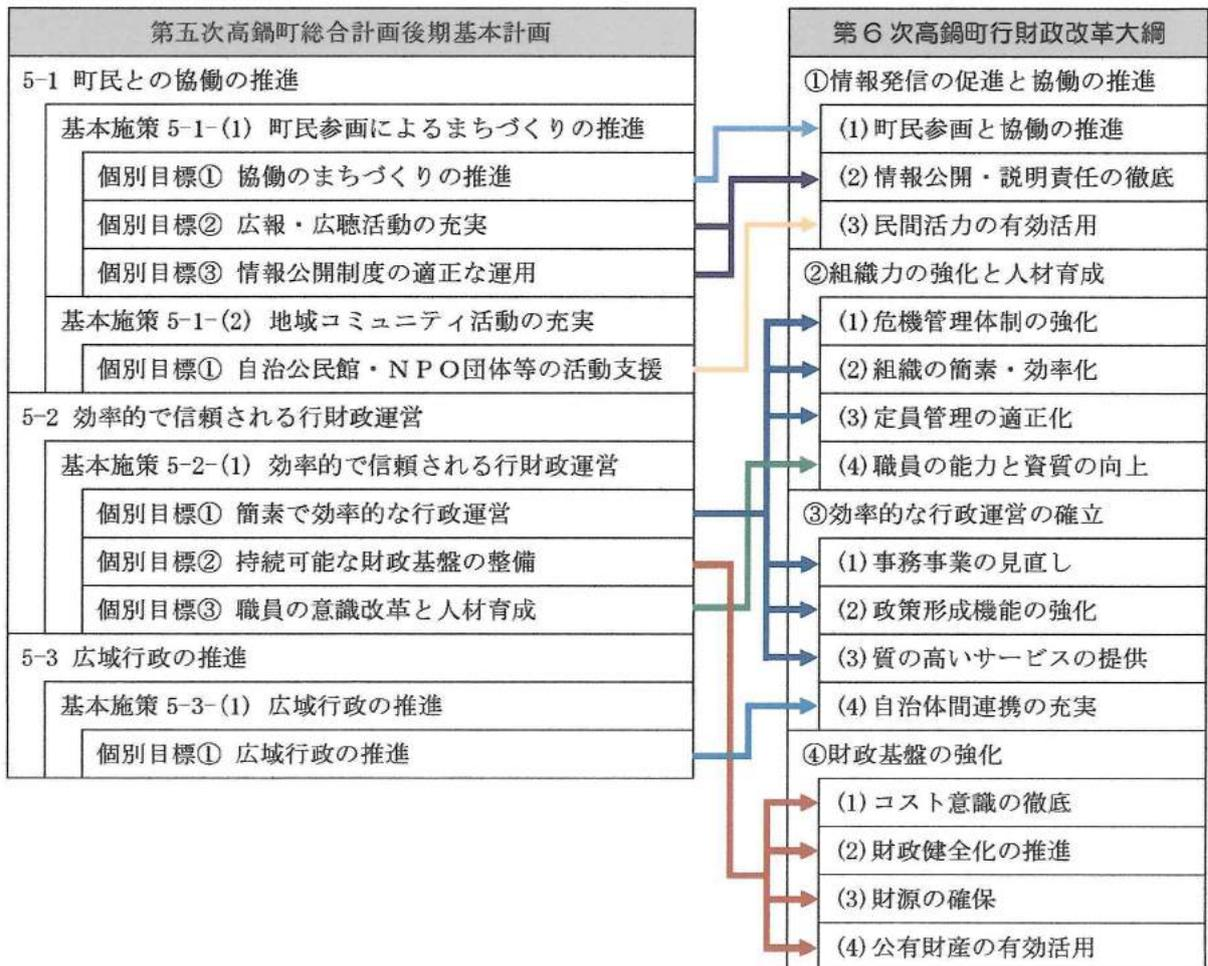 第五次高鍋町総合計画後期基本計画
5-1 町民との協働の推進
基本施策 5-1-(1) 町民参画によるまちづくりの推進
個別目標① 協働のまちづくりの推進
個別目標② 広報・広聴活動の充実
個別目標③ 情報公開制度の適正な運用
基本施策 5-1-(2) 地域コミュニティ活動の充実
個別目標① 自治公民館・ＮＰＯ団体等の活動支援
5-2 効率的で信頼される行財政運営
基本施策 5-2-(1) 効率的で信頼される行財政運営
個別目標① 簡素で効率的な行政運営
個別目標② 持続可能な財政基盤の整備
個別目標③ 職員の意識改革と人材育成
5-3 広域行政の推進
基本施策 5-3-(1) 広域行政の推進
個別目標① 広域行政の推進
第６次高鍋町行財政改革大綱
①情報発信の促進と協働の推進
(1)町民参画と協働の推進
(2)情報公開・説明責任の徹底
(3)民間活力の有効活用
②組織力の強化と人材育成
(1)危機管理体制の強化
(2)組織の簡素・効率化
(3)定員管理の適正化
(4)職員の能力と資質の向上
③効率的な行政運営の確立
(1)事務事業の見直し
(2)政策形成機能の強化
(3)質の高いサービスの提供
(4)自治体間連携の充実
④財政基盤の強化
(1)コスト意識の徹底
(2)財政健全化の推進
(3)財源の確保
(4)公有財産の有効活用